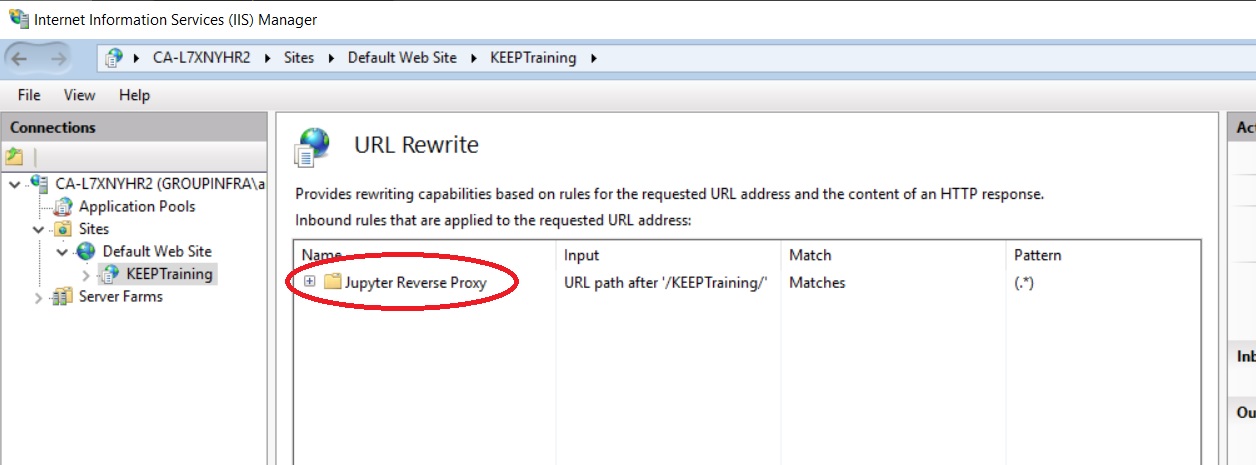 Internet Information Services (IIS) Manager
CA-L7XNYHR2 Sites Default Web Site KEEPTraining
File View Help
Connections
CA-L7XNYHR2 (GROUPINFRA\a
Application Pools
Sites
Default Web Site
KEEPTraining
Server Farms
URL Rewrite
Provides rewriting capabilities based on rules for the requested URL address and the content of an HTTP response.
Inbound rules that are applied to the requested URL address:
Name Input Match Pattern
Jupyter Reverse Proxy URL path after '/KEEPTraining/' Matches (.*)
Act
Inb
Ou